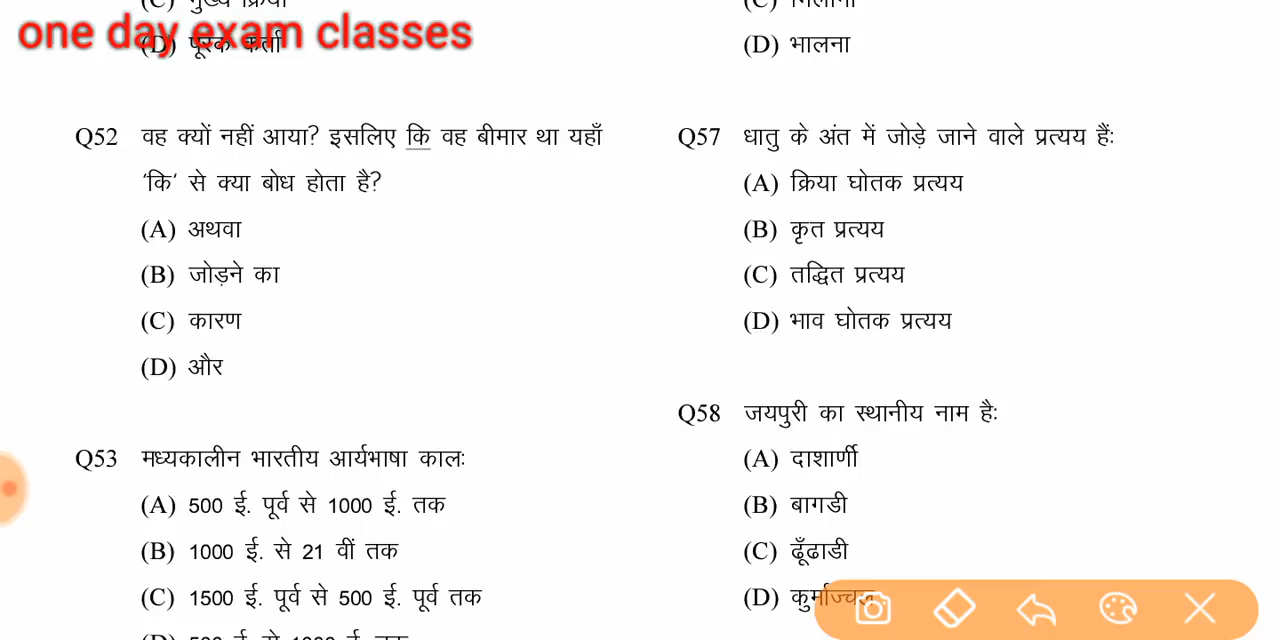 one day exam classes
(D) पूरक कर्ता
Q52 वह क्यों नहीं आया? इसलिए कि वह बीमार था यहाँ
‘कि‘ से क्या बोध होता है?
(A) अथवा
(B) जोड़ने का
(C) कारण
(D) और
Q53 मध्यकालीन भारतीय आर्यभाषा कालः
(A) 500 ई. पूर्व से 1000 ई. तक
(B) 1000 ई. से 21 वीं तक
(C) 1500 ई. पूर्व से 500 ई. पूर्व तक
(D) भालना
Q57 धातु के अंत में जोड़े जाने वाले प्रत्यय हैंः
(A) क्रिया घोतक प्रत्यय
(B) कृत प्रत्यय
(C) तद्धित प्रत्यय
(D) भाव घोतक प्रत्यय
Q58 जयपुरी का स्थानीय नाम हैः
(A) दाशार्णी
(B) बागडी
(C) ढूँढाडी
(D)